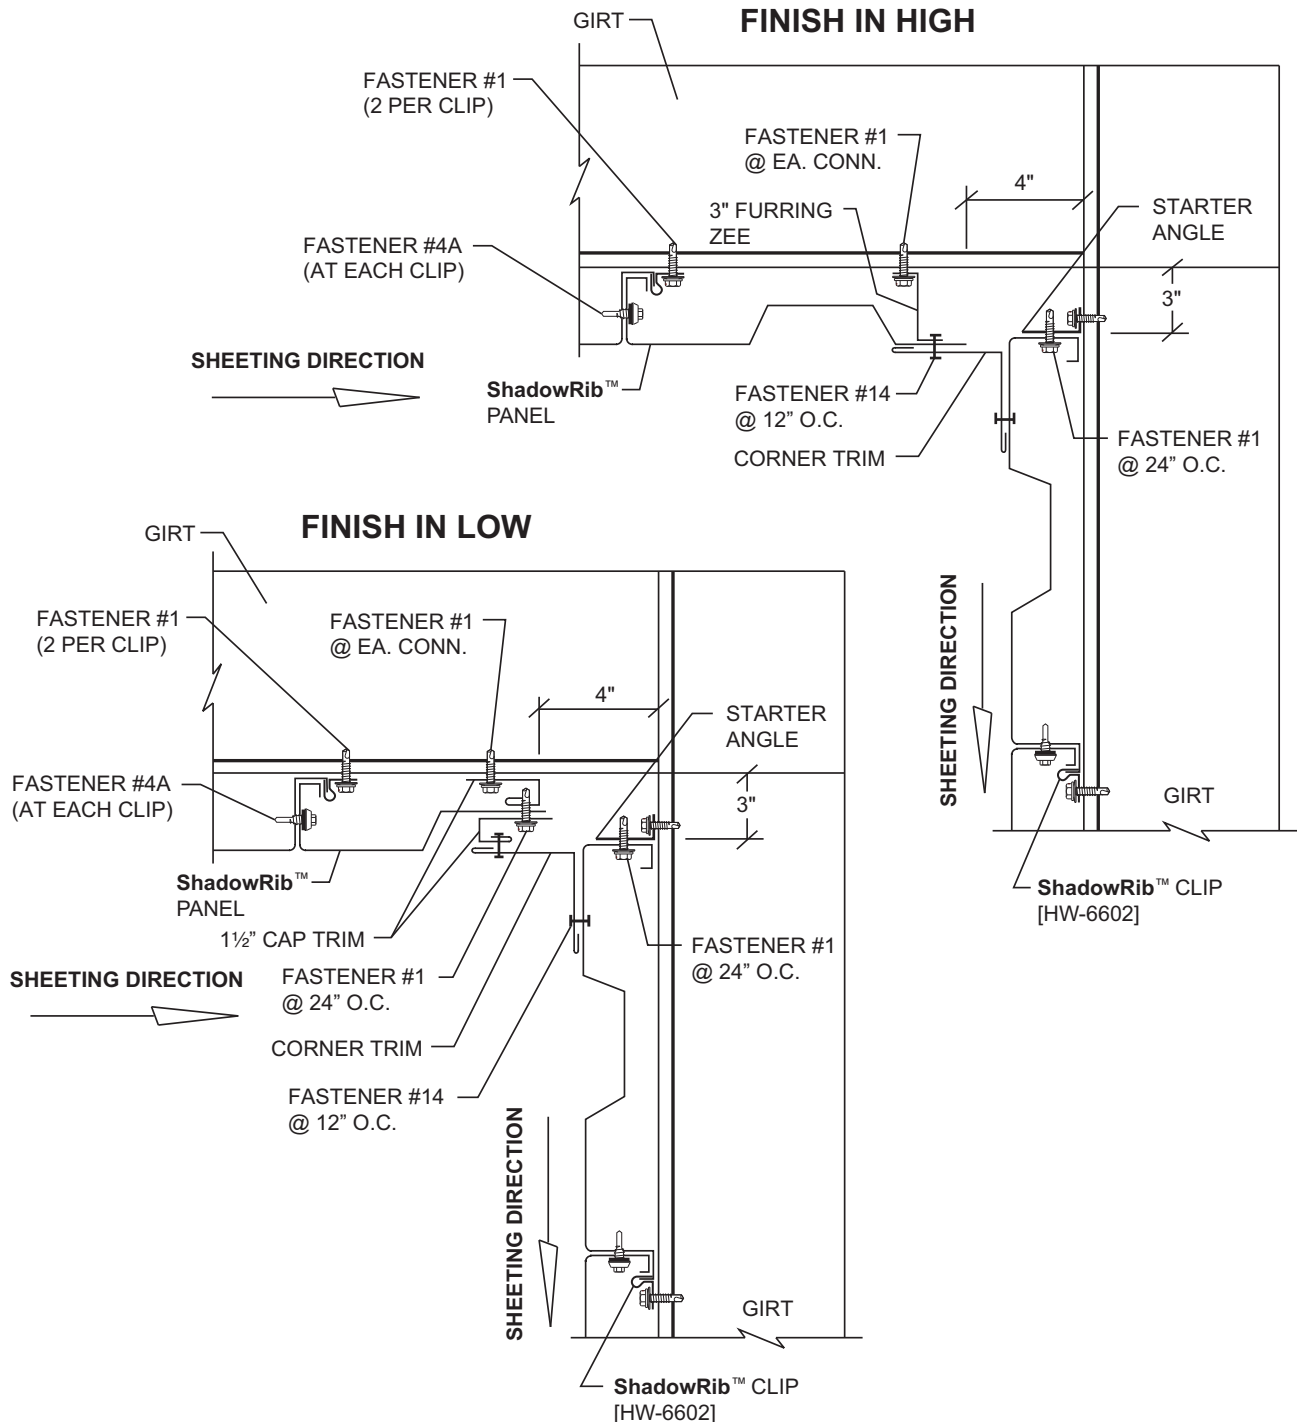 FINISH IN HIGH
GIRT
FASTENER #1
(2 PER CLIP)
FASTENER #1
@ EA. CONN.
4"
3" FURRING
ZEE
STARTER
ANGLE
FASTENER #4A
(AT EACH CLIP)
3"
SHEETING DIRECTION
ShadowRib™
PANEL
FASTENER #14
@ 12” O.C.
CORNER TRIM
FASTENER #1
@ 24” O.C.
SHEETING DIRECTION
GIRT
ShadowRib™ CLIP
[HW-6602]
FINISH IN LOW
GIRT
FASTENER #1
(2 PER CLIP)
FASTENER #1
@ EA. CONN.
4"
STARTER
ANGLE
FASTENER #4A
(AT EACH CLIP)
3"
ShadowRib™
PANEL
1½” CAP TRIM
SHEETING DIRECTION
FASTENER #1
@ 24” O.C.
FASTENER #1
@ 24” O.C.
CORNER TRIM
FASTENER #14
@ 12” O.C.
SHEETING DIRECTION
GIRT
ShadowRib™ CLIP
[HW-6602]